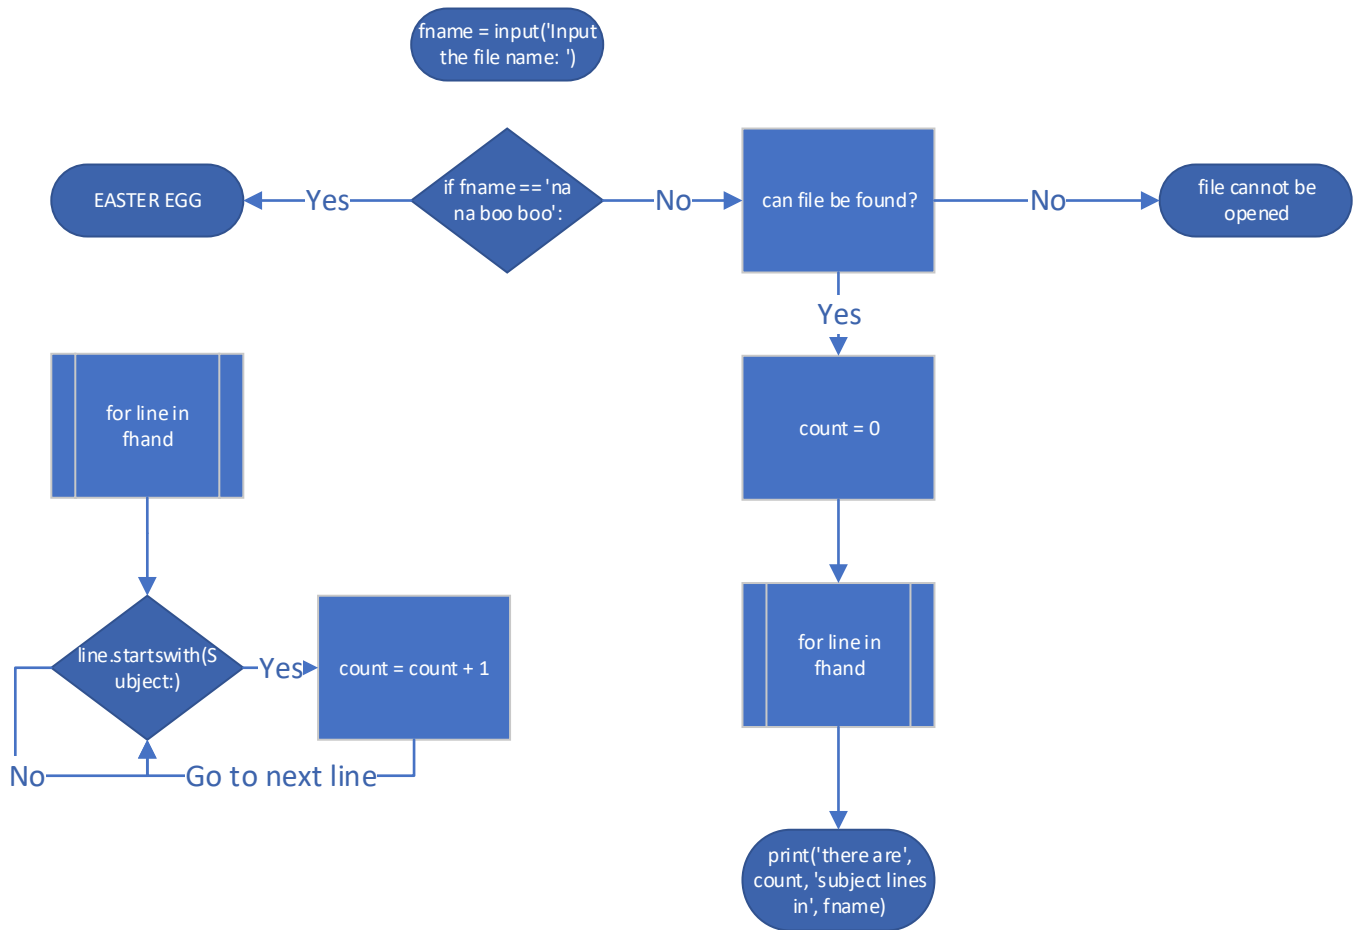 fname = input('Input
the file name: ')
EASTER EGG
Yes
if fname == 'na
na boo boo':
No
can file be found?
No
file cannot be
opened
Yes
for line in
fhand
count = 0
line.startswith(S
ubject:)
Yes
count = count + 1
for line in
fhand
No
Go to next line
print('there are',
count, 'subject lines
in', fname)